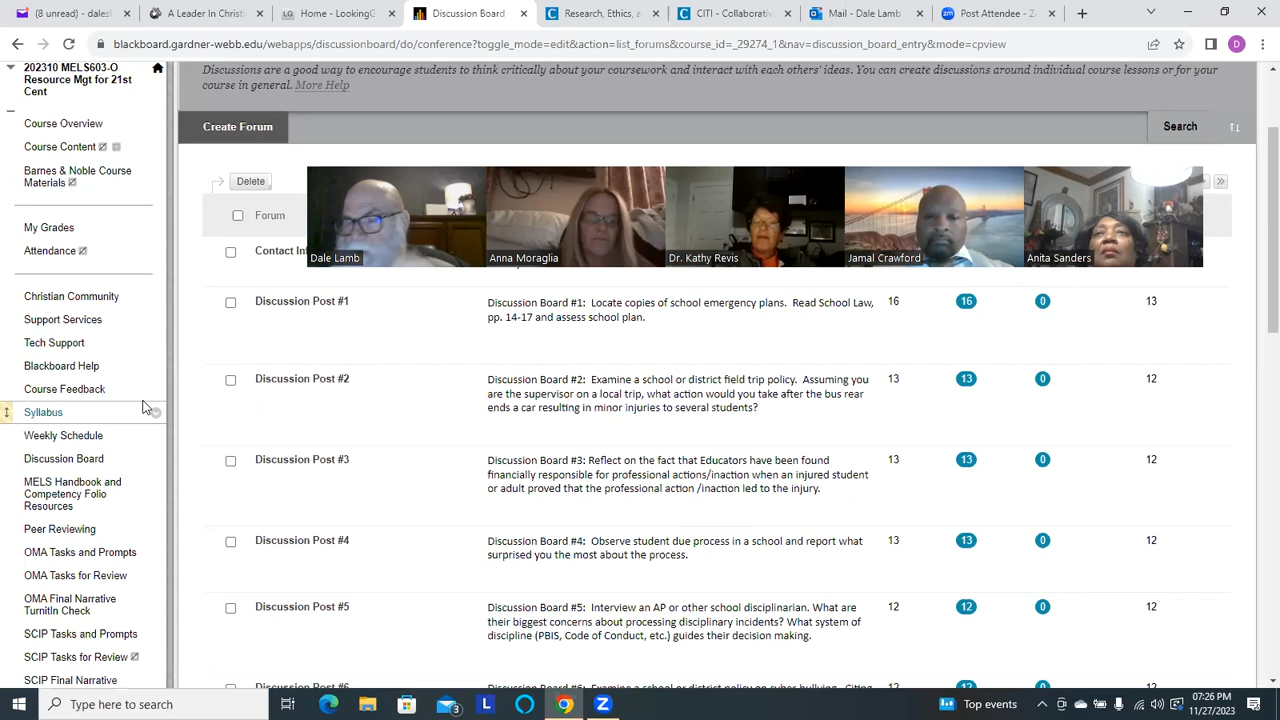 (8 unread) - dales
A Leader In Christ
LG Home - LookingG
Discussion Board
Research, Ethics, a
CITI - Collaborativ
Mail - Dale Lamb -
Post Attendee - Z
blackboard.gardner-webb.edu/webapps/discussionboard/do/conference?toggle_mode=edit&action=list_forums&course_id=_29274_1&nav=discussion_board_entry&mode=cpview
D
202310 MELS603-O
Resource Mgt for 21st
Cent
Course Overview
Course Content
Barnes & Noble Course
Materials
My Grades
Attendance
Christian Community
Support Services
Tech Support
Blackboard Help
Course Feedback
Syllabus
Weekly Schedule
Discussion Board
MELS Handbook and
Competency Folio
Resources
Peer Reviewing
OMA Tasks and Prompts
OMA Tasks for Review
OMA Final Narrative
TurnitIn Check
SCIP Tasks and Prompts
SCIP Tasks for Review
SCIP Final Narrative
Discussions are a good way to encourage students to think critically about your coursework and interact with each others' ideas. You can create discussions around individual course lessons or for your
course in general. More Help
Create Forum
Search
Delete
Forum
Dale Lamb
Anna Moraglia
Dr. Kathy Revis
Jamal Crawford
Anita Sanders
Contact Inf
Discussion Post #1
Discussion Board #1: Locate copies of school emergency plans. Read School Law,
pp. 14-17 and assess school plan.
16 16 0 13
Discussion Post #2
Discussion Board #2: Examine a school or district field trip policy. Assuming you
are the supervisor on a local trip, what action would you take after the bus rear
ends a car resulting in minor injuries to several students?
13 13 0 12
Discussion Post #3
Discussion Board #3: Reflect on the fact that Educators have been found
financially responsible for professional actions/inaction when an injured student
or adult proved that the professional action /inaction led to the injury.
13 13 0 12
Discussion Post #4
Discussion Board #4: Observe student due process in a school and report what
surprised you the most about the process.
13 13 0 12
Discussion Post #5
Discussion Board #5: Interview an AP or other school disciplinarian. What are
their biggest concerns about processing disciplinary incidents? What system of
discipline (PBIS, Code of Conduct, etc.) guides their decision making.
12 12 0 12
Type here to search
3
L
Top events
07:26 PM
11/27/2023